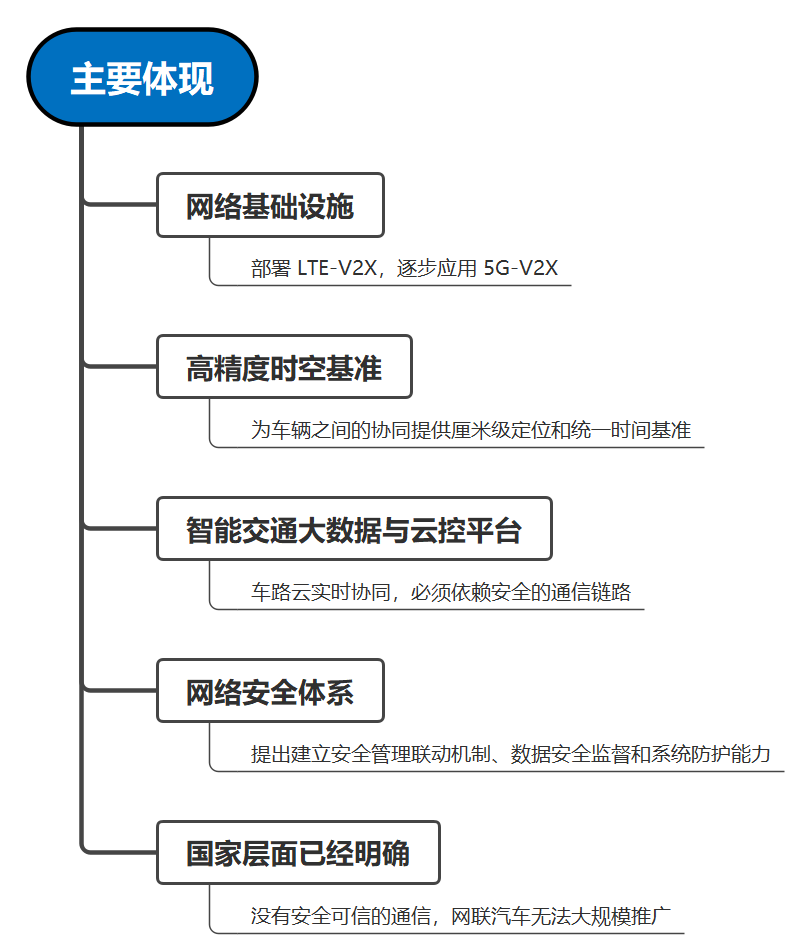 主要体现
网络基础设施
部署 LTE-V2X，逐步应用 5G-V2X
高精度时空基准
为车辆之间的协同提供厘米级定位和统一时间基准
智能交通大数据与云控平台
车路云实时协同，必须依赖安全的通信链路
网络安全体系
提出建立安全管理联动机制、数据安全监督和系统防护能力
国家层面已经明确
没有安全可信的通信，网联汽车无法大规模推广